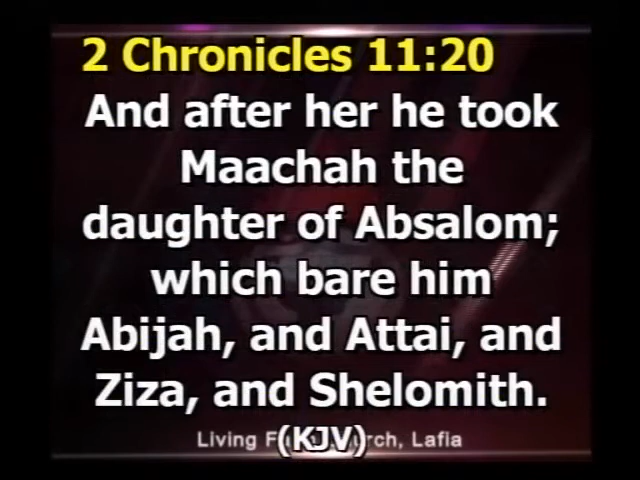 2 Chronicles 11:20
And after her he took
Maachah the
daughter of Absalom;
which bare him
Abijah, and Attai, and
Ziza, and Shelomith.
(KJV)
Living Church, Lafia